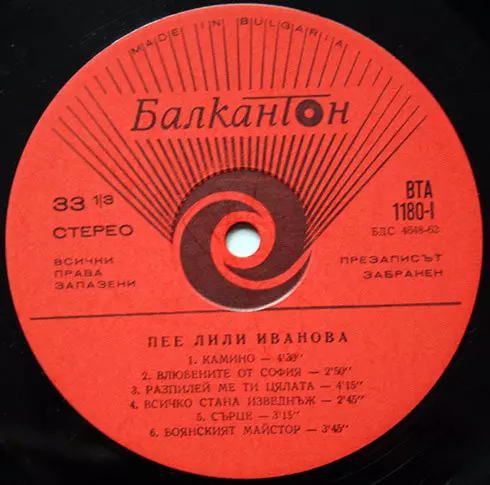 MADE IN BULGARIA
Балкантон
33 1/3
СТЕРЕО
ВТА
1180-I
БДС 4648-62
ВСИЧКИ
ПРАВА
ЗАПАЗЕНИ
ПРЕЗАПИСЪТ
ЗАБРАНЕН
ПЕЕ ЛИЛИ ИВАНОВА
1. КАМИНО — 4'30"
2. ВЛЮБЕНИТЕ ОТ СОФИЯ — 2'50"
3. РАЗПИЛЕЙ МЕ ТИ ЦЯЛАТА — 4'15"
4. ВСИЧКО СТАНА ИЗВЕДНЪЖ — 2'45"
5. СЪРЦЕ — 3'15"
6. БОЯНСКИЯТ МАЙСТОР — 3'45"